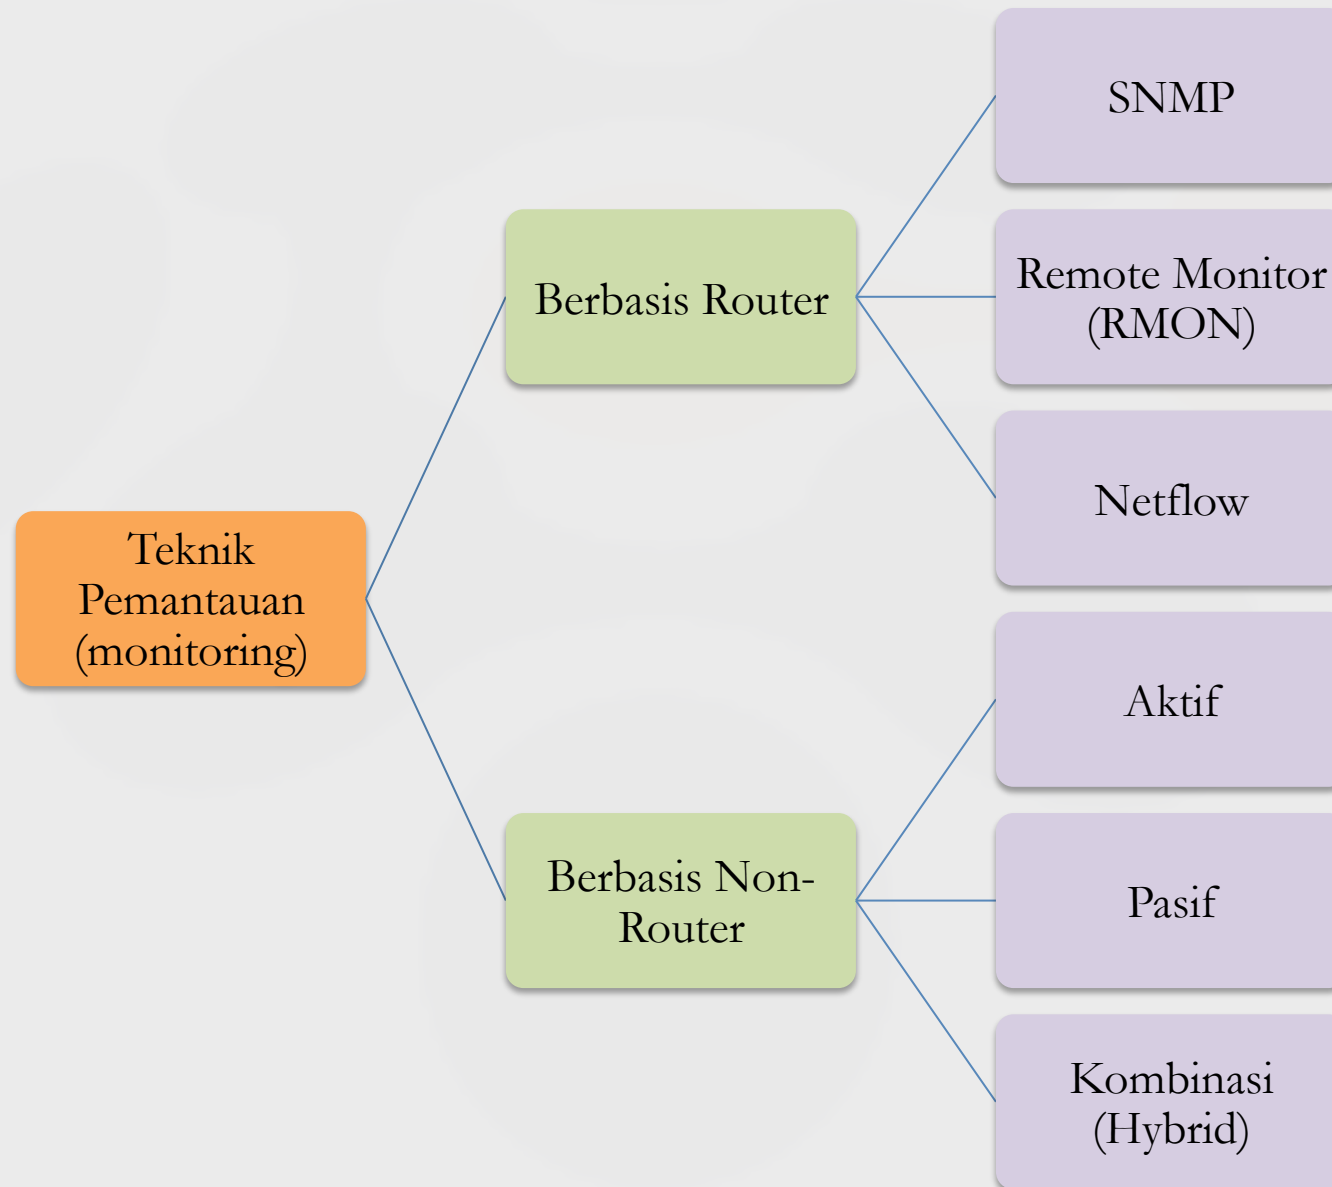 Teknik
Pemantauan
(monitoring)
Berbasis Router
SNMP
Remote Monitor
(RMON)
Netflow
Berbasis Non-
Router
Aktif
Pasif
Kombinasi
(Hybrid)